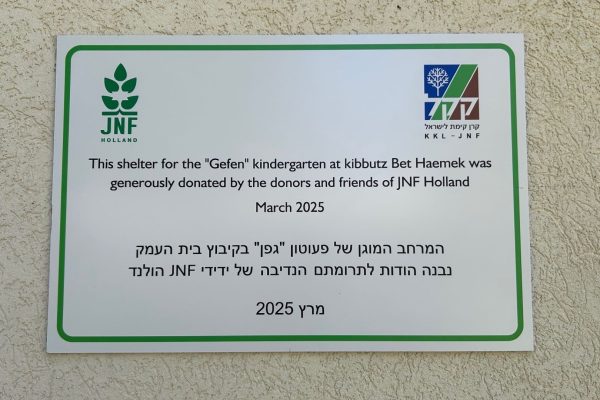 JNF
HOLLAND
קקל
קרן קימת לישראל
KKL-JNF
This shelter for the "Gefen" kindergarten at kibbutz Bet Haemek was
generously donated by the donors and friends of JNF Holland
March 2025
המרחב המוגן של פעוטון "גפן" בקיבוץ בית העמק
נבנה הודות לתרומתם הנדיבה של ידידי JNF הולנד
מרץ 2025